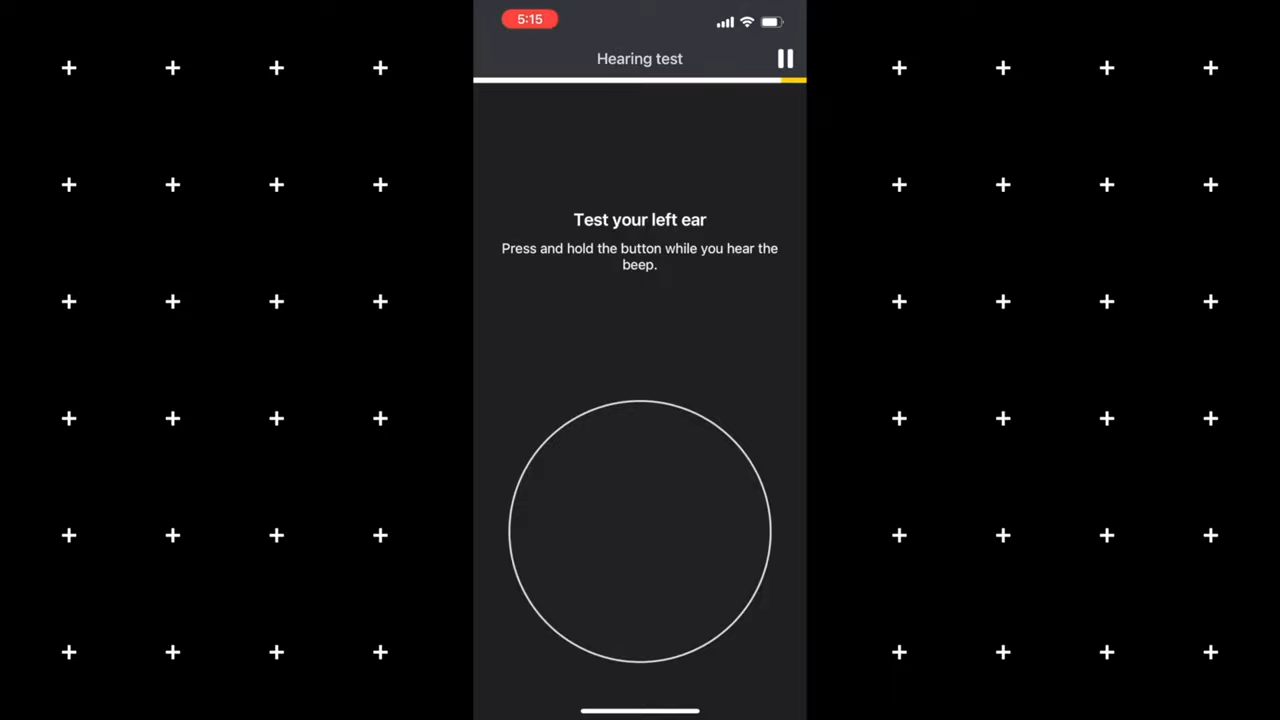 5:15
Hearing test
Test your left ear
Press and hold the button while you hear the
beep.